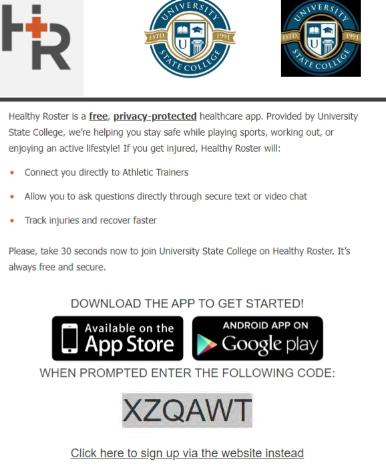 H+R
UNIVERSITY
ESTD. 1991
STATE COLLEGE
UNIVERSITY
ESTD. 1991
STATE COLLEGE
Healthy Roster is a free, privacy-protected healthcare app. Provided by University
State College, we're helping you stay safe while playing sports, working out, or
enjoying an active lifestyle! If you get injured, Healthy Roster will:
• Connect you directly to Athletic Trainers
• Allow you to ask questions directly through secure text or video chat
• Track injuries and recover faster
Please, take 30 seconds now to join University State College on Healthy Roster. It's
always free and secure.
DOWNLOAD THE APP TO GET STARTED!
Available on the
App Store
ANDROID APP ON
Google play
WHEN PROMPTED ENTER THE FOLLOWING CODE:
XZQAWT
Click here to sign up via the website instead